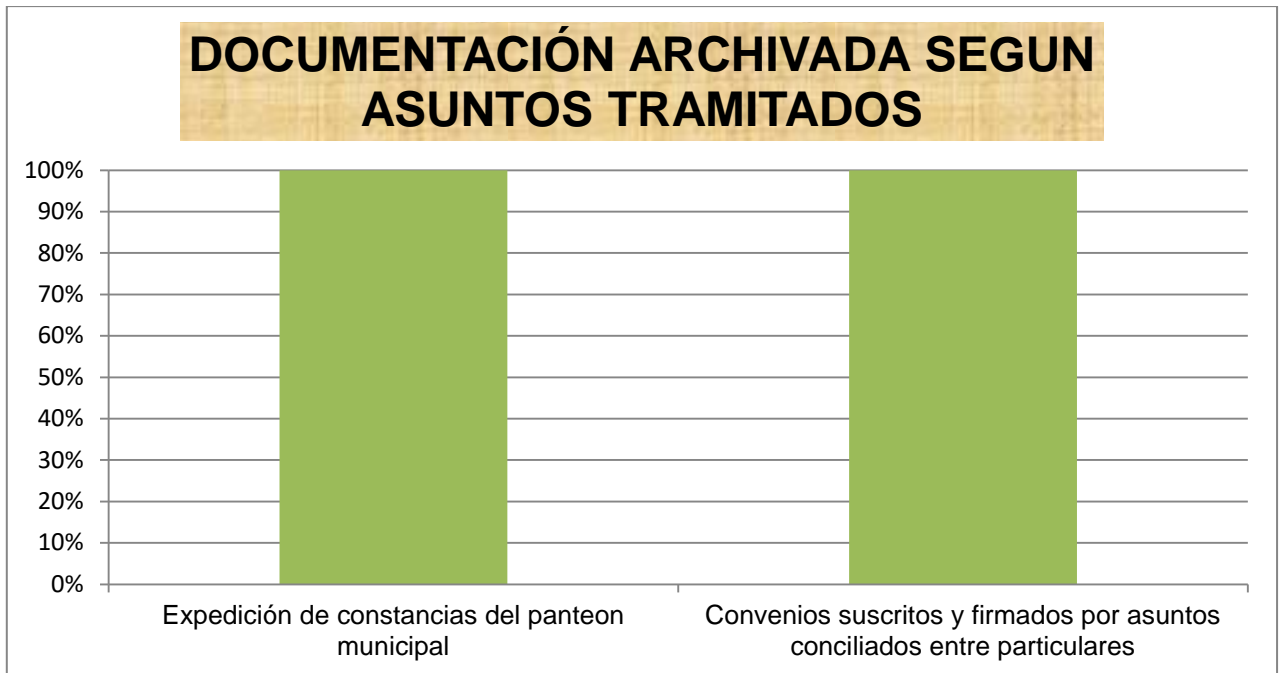 DOCUMENTACIÓN ARCHIVADA SEGUN
ASUNTOS TRAMITADOS
100%
90%
80%
70%
60%
50%
40%
30%
20%
10%
0%
Expedición de constancias del panteon
municipal
Convenios suscritos y firmados por asuntos
conciliados entre particulares